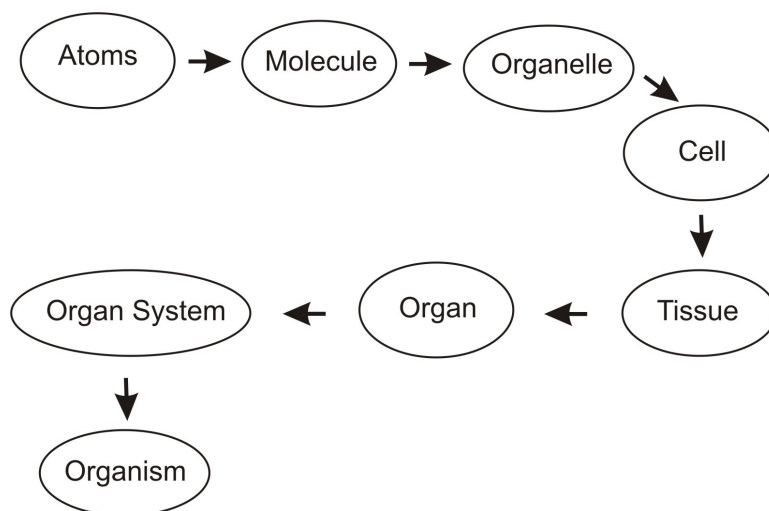 Atoms
Molecule
Organelle
Cell
Tissue
Organ
Organ System
Organism